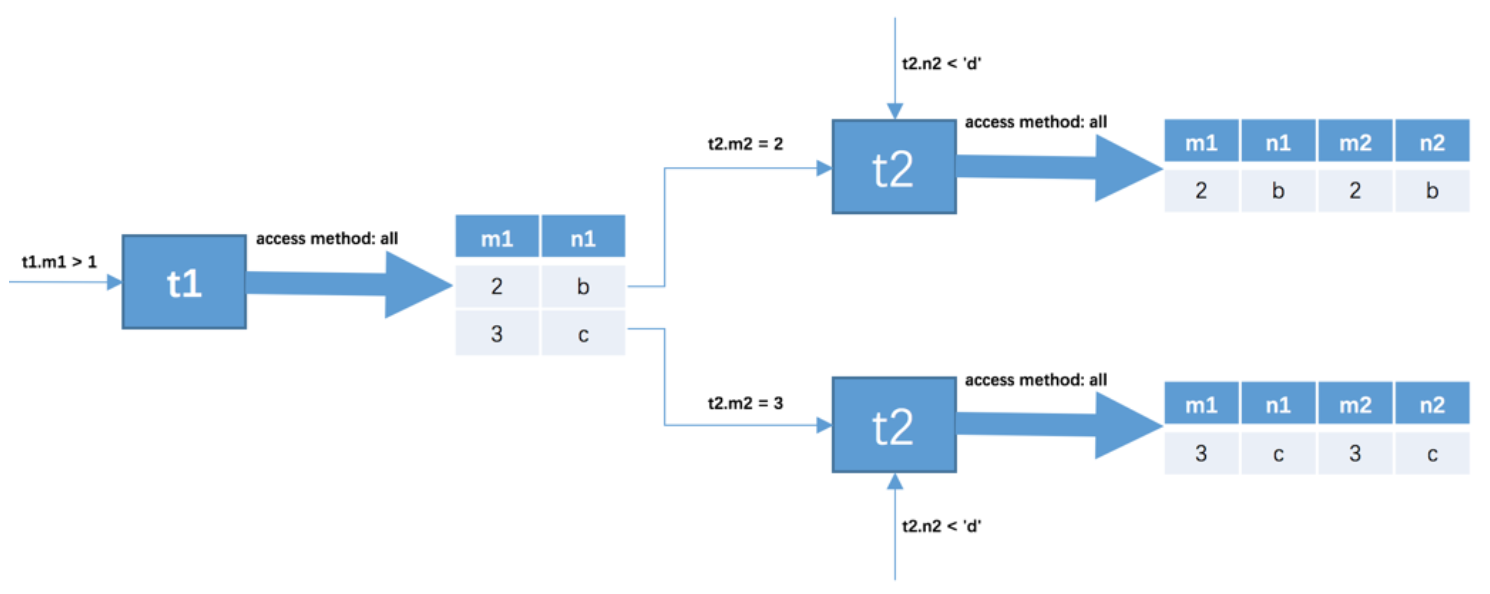 t1.m1 > 1
t1
access method: all
m1 n1
2 b
3 c
t2.m2 = 2
t2.n2 < 'd'
t2
access method: all
m1 n1 m2 n2
2 b 2 b
t2.m2 = 3
t2
access method: all
m1 n1 m2 n2
3 c 3 c
t2.n2 < 'd'